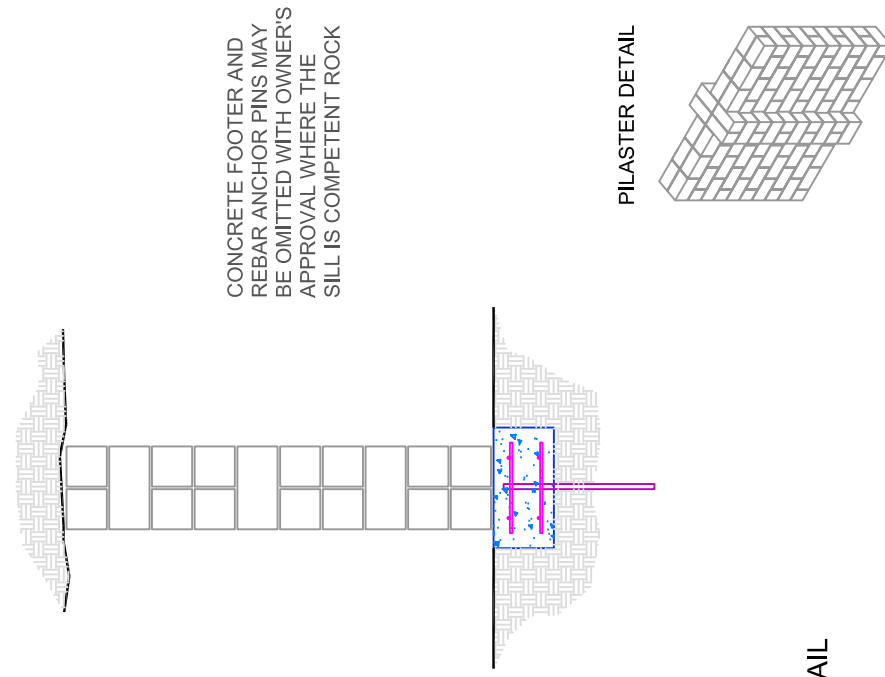 CONCRETE FOOTER AND
REBAR ANCHOR PINS MAY
BE OMITTED WITH OWNER'S
APPROVAL WHERE THE
SILL IS COMPETENT ROCK
PILASTER DETAIL
AIL